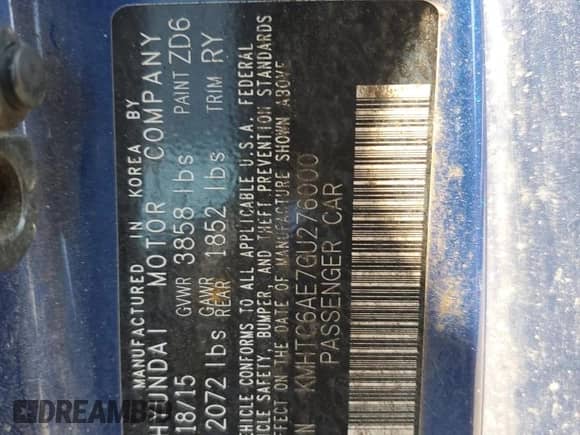 MANUFACTURED IN KOREA BY
HYUNDAI MOTOR COMPANY
18/15 GVWR 3858 lbs PAINT ZD6
2072 lbs GAWR REAR 1852 lbs TRIM RY
VEHICLE CONFORMS TO ALL APPLICABLE U.S.A. FEDERAL
VEHICLE SAFETY, BUMPER, AND THEFT PREVENTION STANDARDS
EFFECT ON THE DATE OF MANUFACTURE SHOWN ABOVE
IN KMHTC6AE7GU276000
PASSENGER CAR
DREAMBI